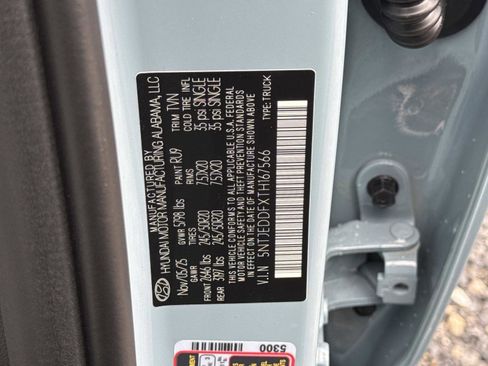 MANUFACTURED BY
HYUNDAI MOTOR MANUFACTURING ALABAMA, LLC
Nov/05/25 GVWR 5798 lbs PAINT RU9 TRIM TVN
GAWR TIRES RIMS COLD TIRE INFL
FRONT 2646 lbs 245/50R20 7.5JX20 35 psi SINGLE
REAR 3197 lbs 245/50R20 7.5JX20 35 psi SINGLE
THIS VEHICLE CONFORMS TO ALL APPLICABLE U.S.A. FEDERAL
MOTOR VEHICLE SAFETY AND THEFT PREVENTION STANDARDS
IN EFFECT ON THE DATE OF MANUFACTURE SHOWN ABOVE.
V.I.N 5NTJEDDFXTH167566 TYPE: TRUCK
5300